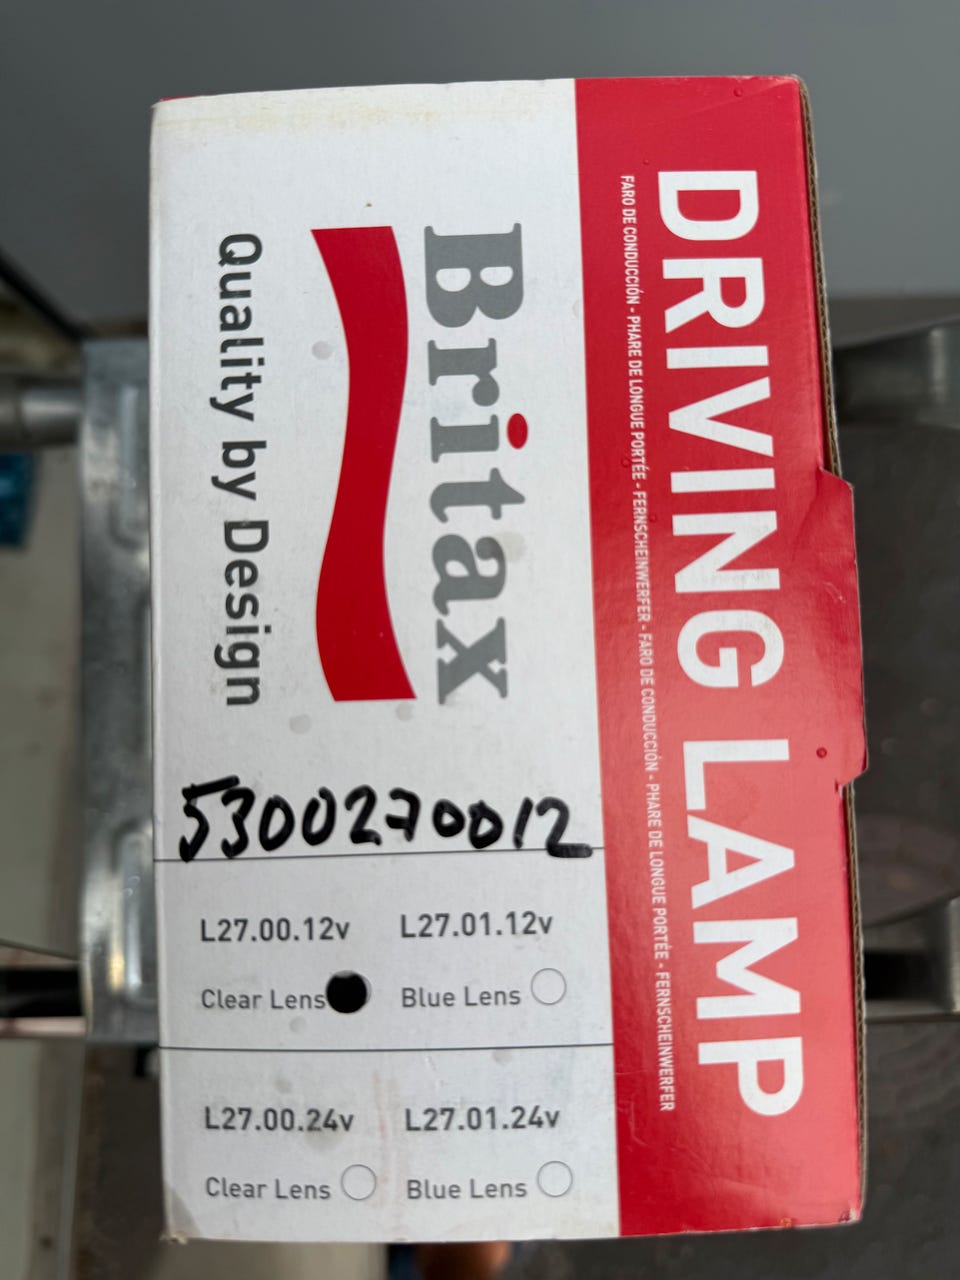 DRIVING LAMP
FARO DE CONDUCCIÓN - PHARE DE LONGUE PORTÉE - FERNSCHEINWERFER - FARO DE CONDUCCIÓN - PHARE DE LONGUE PORTÉE - FERNSCHEINWERFER
Britax
Quality by Design
5300270012
L27.00.12v L27.01.12v
Clear Lens Blue Lens
L27.00.24v L27.01.24v
Clear Lens Blue Lens